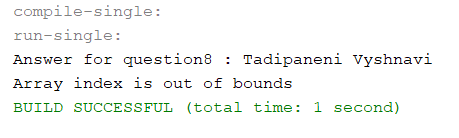 compile-single:
run-single:
Answer for question8 : Tadipaneni Vyshnavi
Array index is out of bounds
BUILD SUCCESSFUL (total time: 1 second)